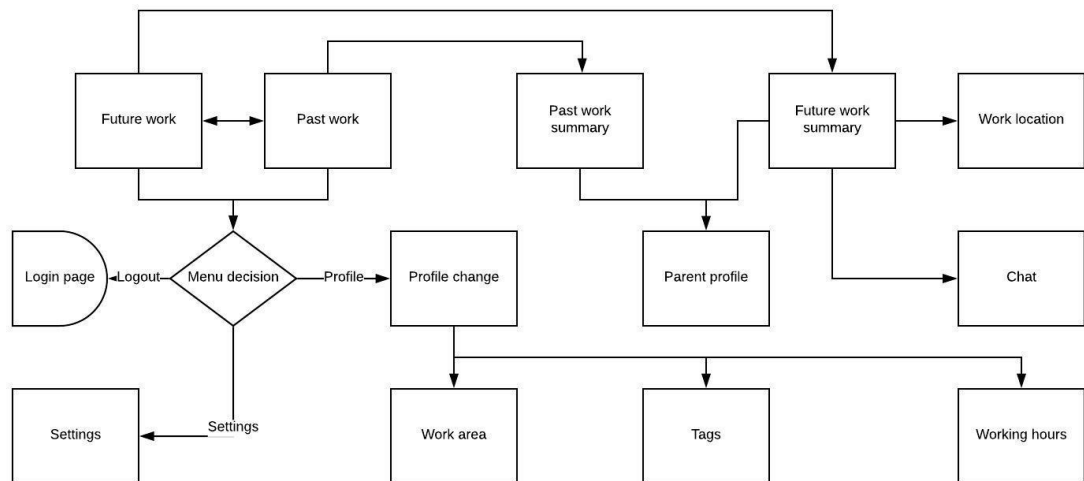 Future work
Past work
Past work
summary
Future work
summary
Work location
Login page
Logout
Menu decision
Profile
Profile change
Parent profile
Chat
Settings
Settings
Work area
Tags
Working hours